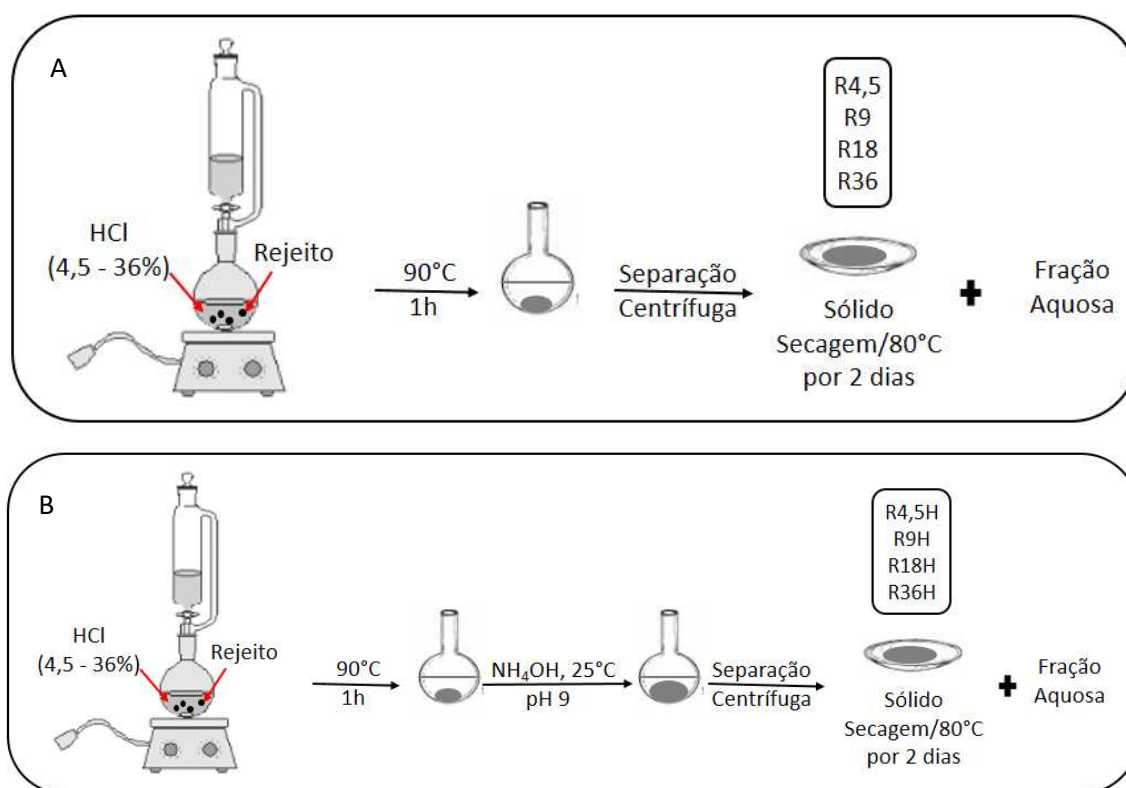 A
HCl
(4,5 - 36%)
Rejeito
90°C
1h
Separação
Centrífuga
R4,5
R9
R18
R36
Sólido
Secagem/80°C
por 2 dias
+
Fração
Aquosa
B
HCl
(4,5 - 36%)
Rejeito
90°C
1h
NH₄OH, 25°C
pH 9
Separação
Centrífuga
R4,5H
R9H
R18H
R36H
Sólido
Secagem/80°C
por 2 dias
+
Fração
Aquosa